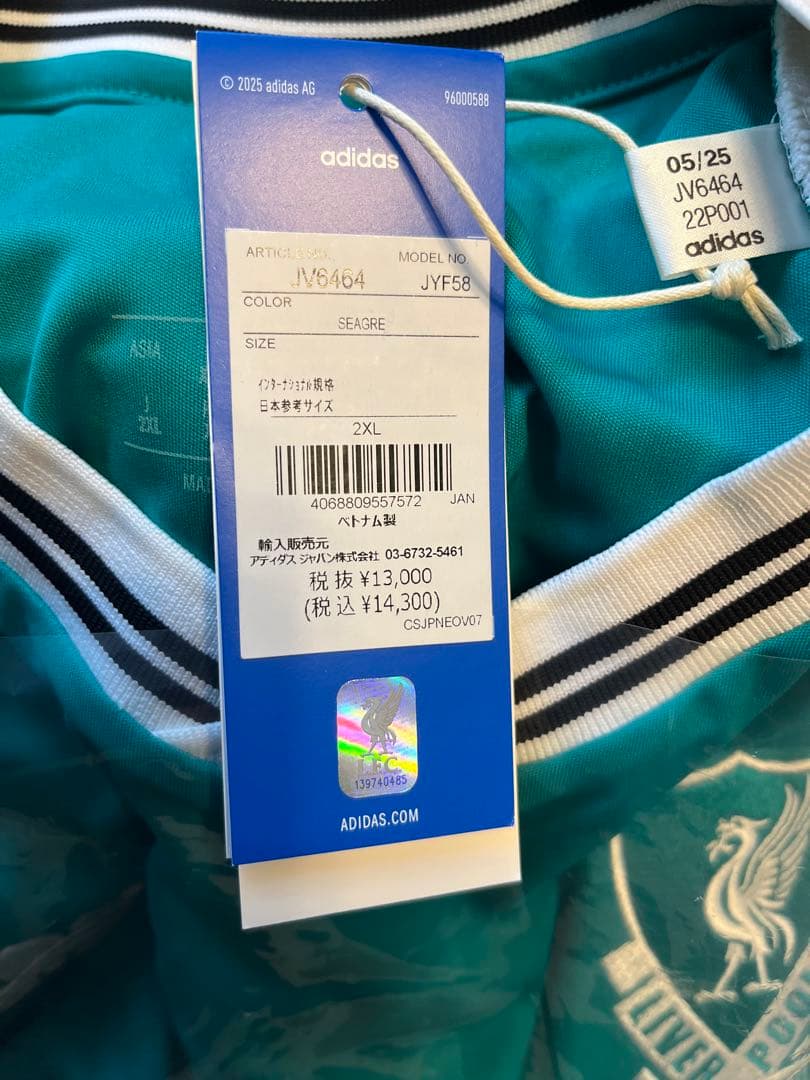 © 2025 adidas AG
96000588
adidas
ARTICLE NO.
MODEL NO
JV6464
JYF58
COLOR
SEAGRE
SIZE
インターナショナル規格
日本参考サイズ
2XL
4068809557572 JAN
ベトナム製
輸入販売元
アディダス ジャパン株式会社 03-6732-5461
税抜 ¥13,000
(税込 ¥14,300)
CSJPNEOV07
L.F.C.
139740485
ADIDAS.COM
05/25
JV6464
22P001
adidas
ASIA
J
2XL
LIVER